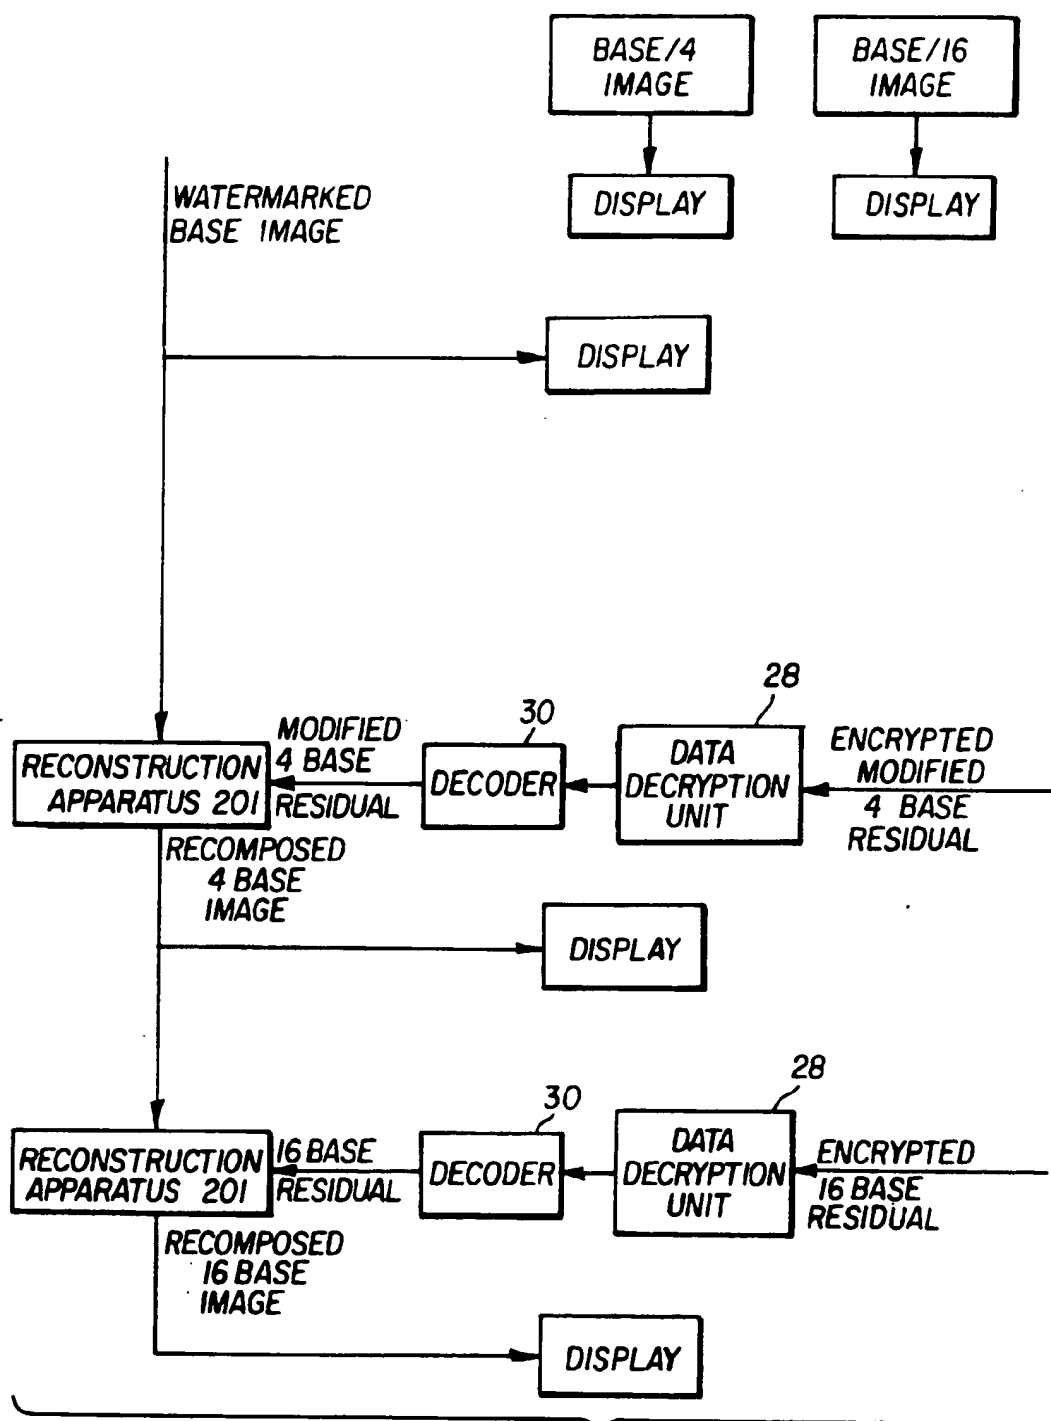 BASE/4
IMAGE
BASE/16
IMAGE
DISPLAY
DISPLAY
WATERMARKED
BASE IMAGE
DISPLAY
28
30
MODIFIED
4 BASE
RESIDUAL
RECONSTRUCTION
APPARATUS 201
DECODER
DATA
DECRYPTION
UNIT
ENCRYPTED
MODIFIED
4 BASE
RESIDUAL
RECOMPOSED
4 BASE
IMAGE
DISPLAY
28
30
RECONSTRUCTION
APPARATUS 201
16 BASE
RESIDUAL
DECODER
DATA
DECRYPTION
UNIT
ENCRYPTED
16 BASE
RESIDUAL
RECOMPOSED
16 BASE
IMAGE
DISPLAY